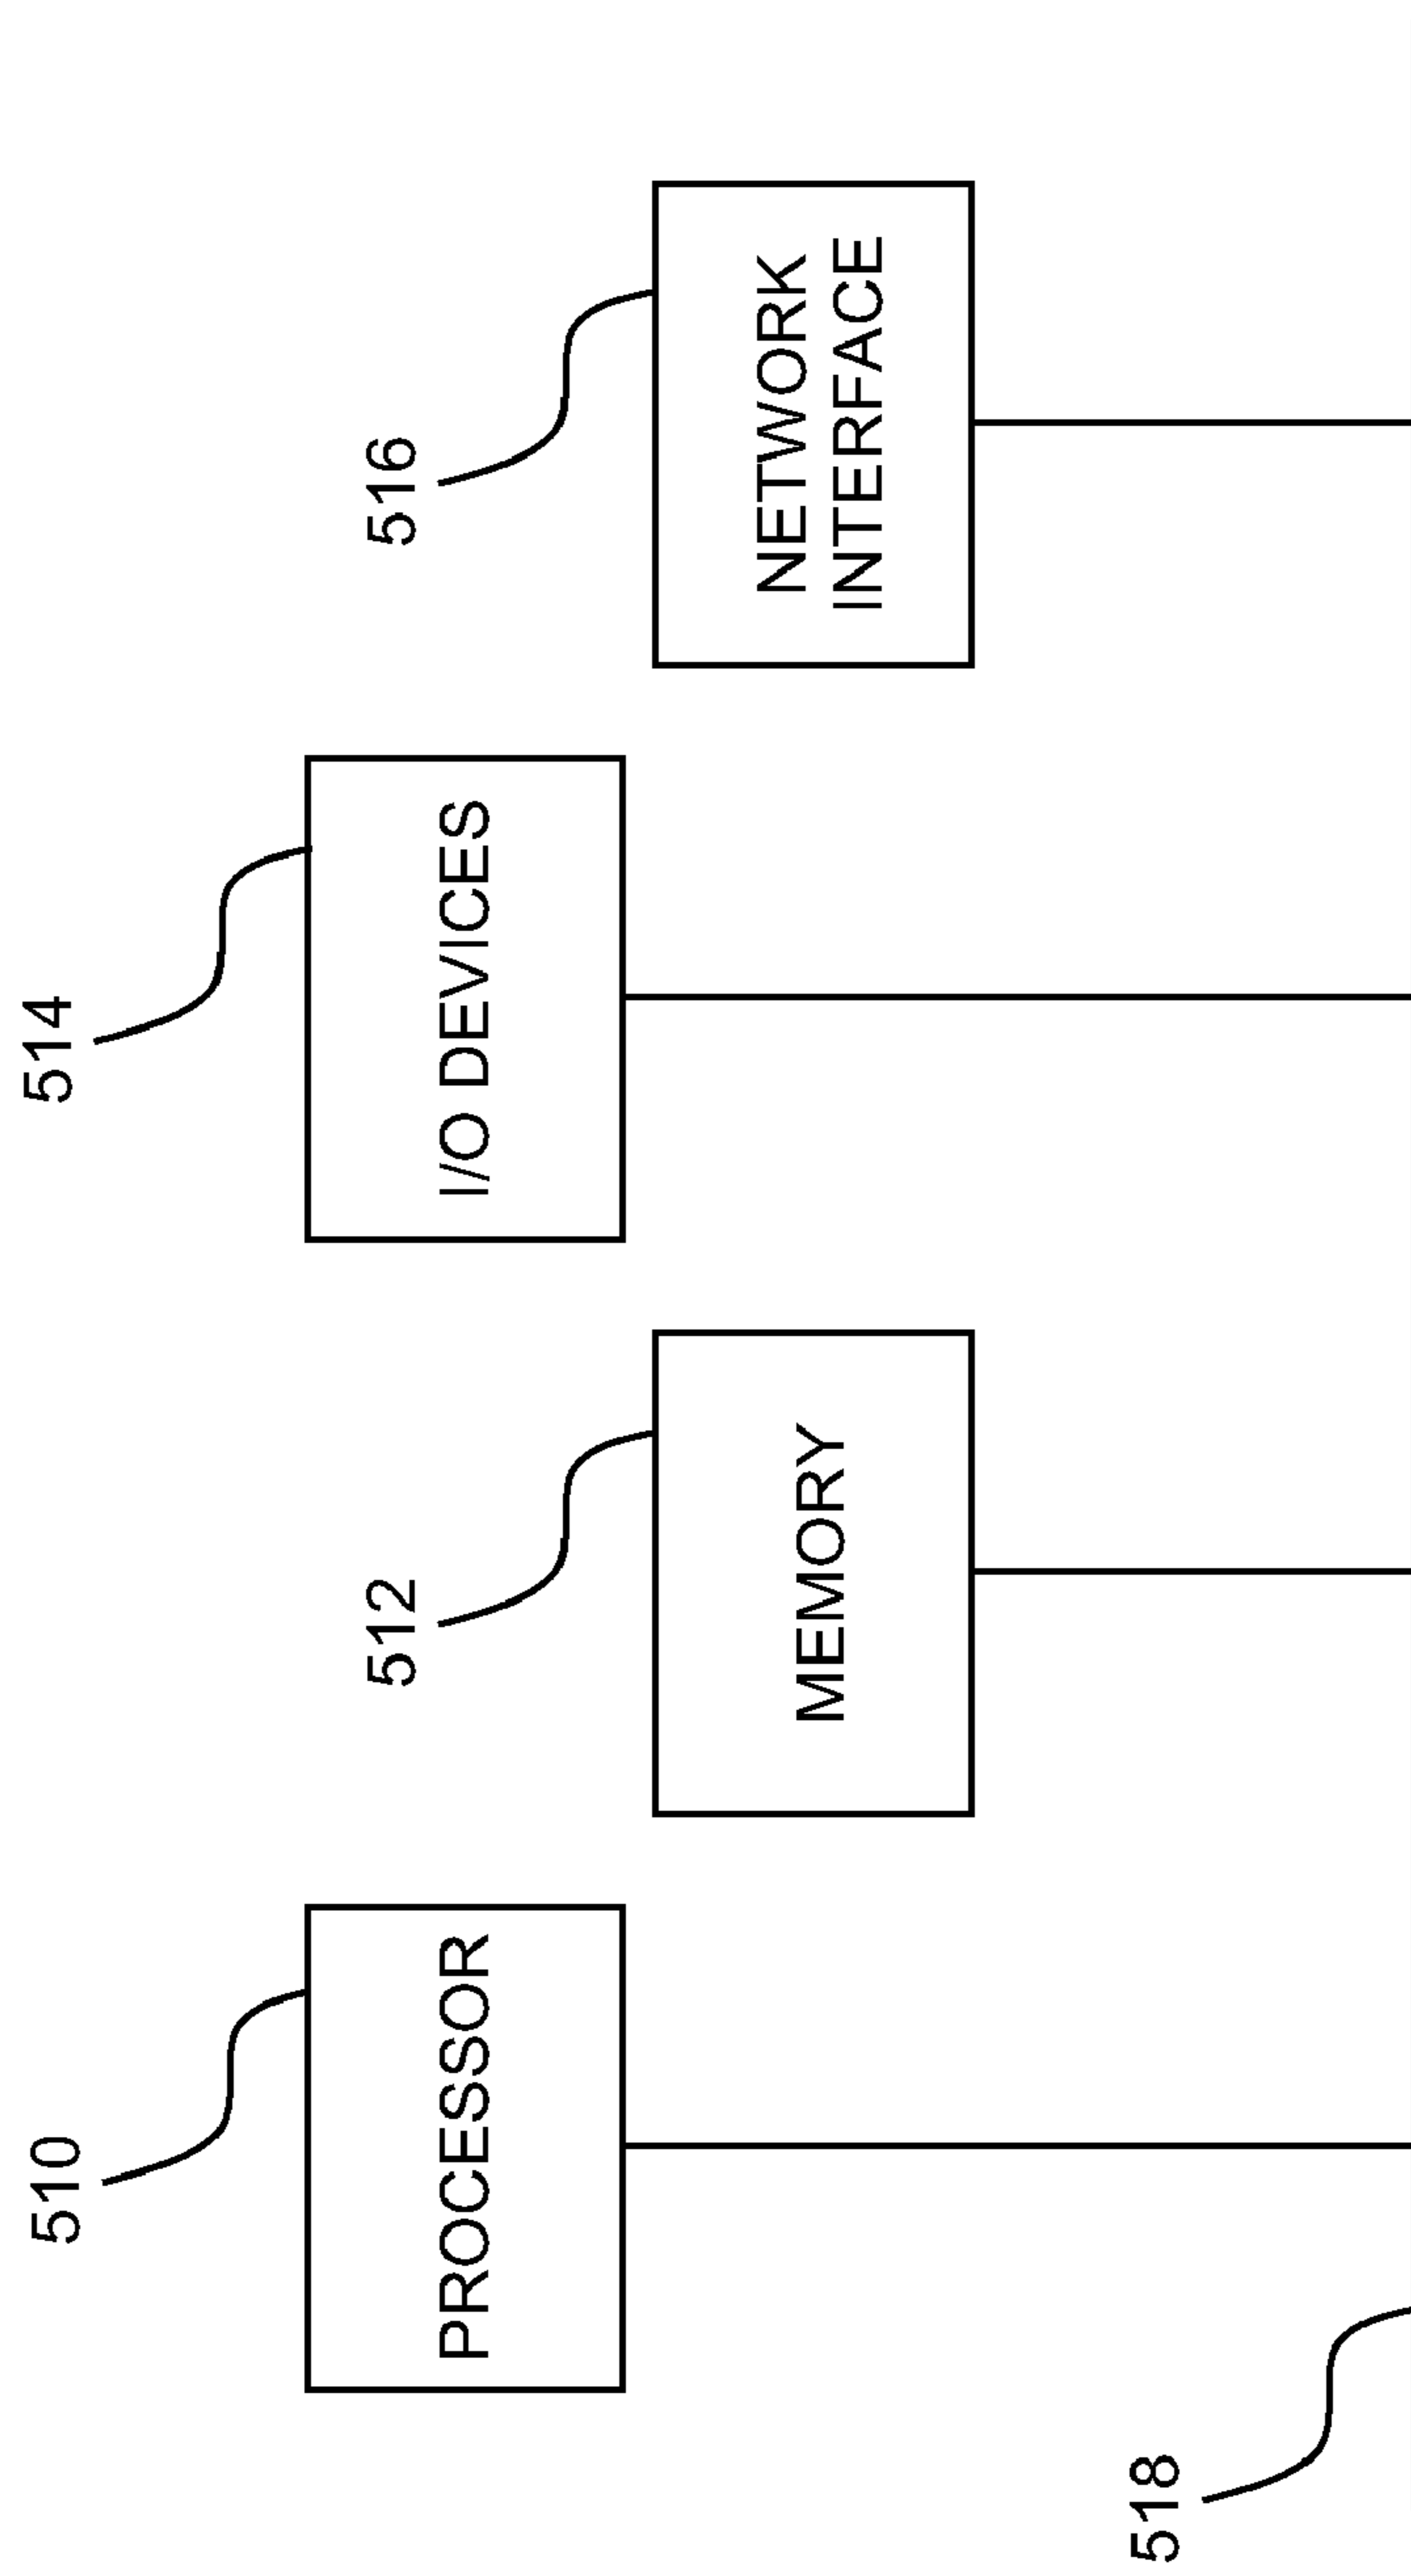 510
PROCESSOR
512
MEMORY
514
I/O DEVICES
516
NETWORK
INTERFACE
518